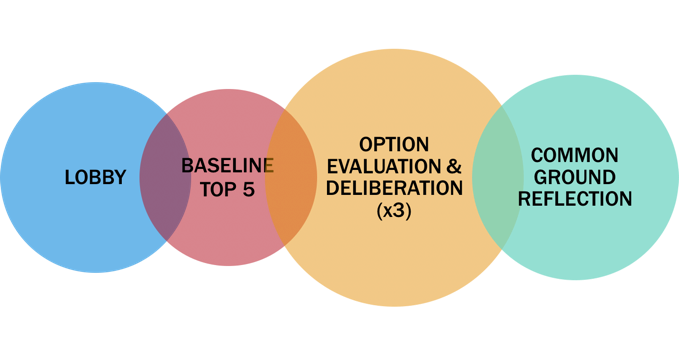 LOBBY
BASELINE
TOP 5
OPTION
EVALUATION &
DELIBERATION
(x3)
COMMON
GROUND
REFLECTION